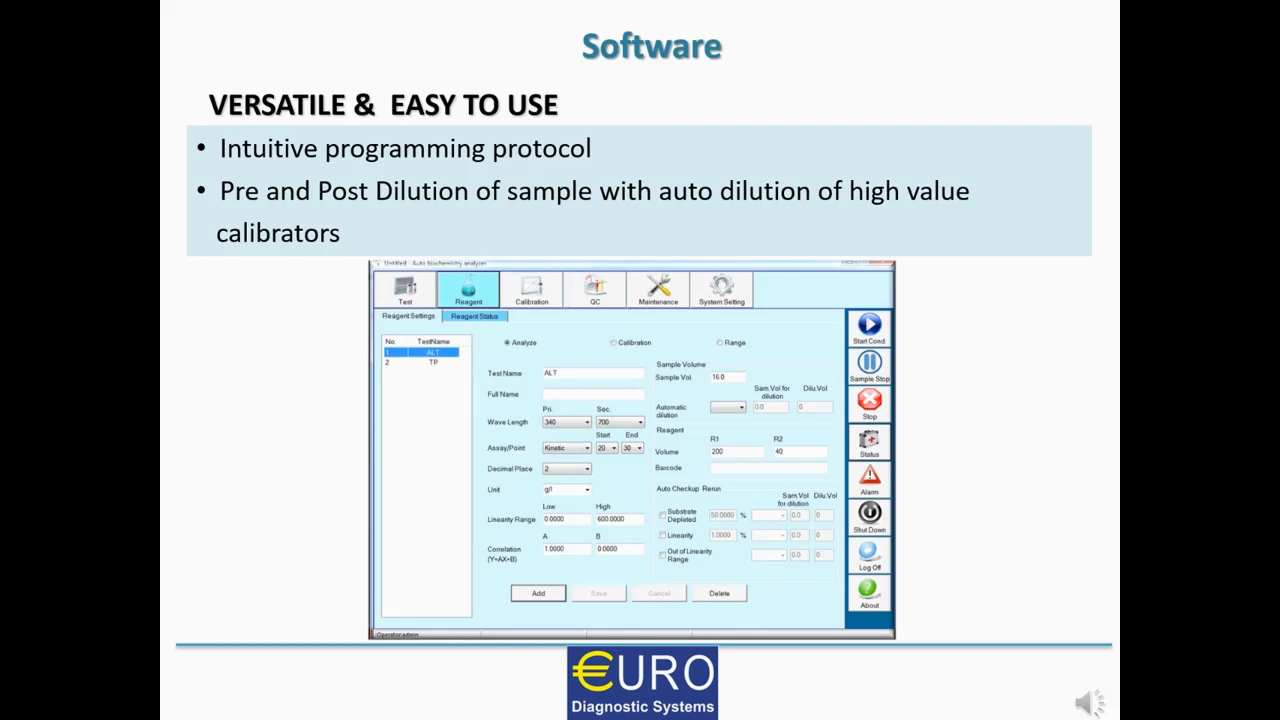 Software
VERSATILE & EASY TO USE
• Intuitive programming protocol
• Pre and Post Dilution of sample with auto dilution of high value
calibrators
Untitled - Auto biochemistry analyzer
Test Reagent Calibration QC Maintenance System Setting
Reagent Settings Reagent Status
No. TestName
1 ALT
2 TP
Analyze Calibration Range
Test Name ALT
Full Name
Pri. Sec.
Wave Length 340 700
Start End
Assay/Point Kinetic 20 30
Decimal Place 2
Unit g/l
Low High
Linearity Range 0.0000 600.0000
A B
Correlation 1.0000 0.0000
(Y=AX+B)
Sample Volume
Sample Vol. 16.0
Sam.Vol for Dilu.Vol
dilution
Automatic 0.0 0
dilution
Reagent
R1 R2
Volume 200 40
Barcode
Auto Checkup Rerun
Sam.Vol Dilu.Vol
for dilution
Substrate 50.0000 % 0.0 0
Depleted
Linearity 1.0000 % 0.0 0
Out of Linearity 0.0 0
Range
Add Save Cancel Delete
Start Cond.
Sample Stop
Stop
Status
Alarm
Shut Down
Log Off
About
Operator:admin
€URO
Diagnostic Systems